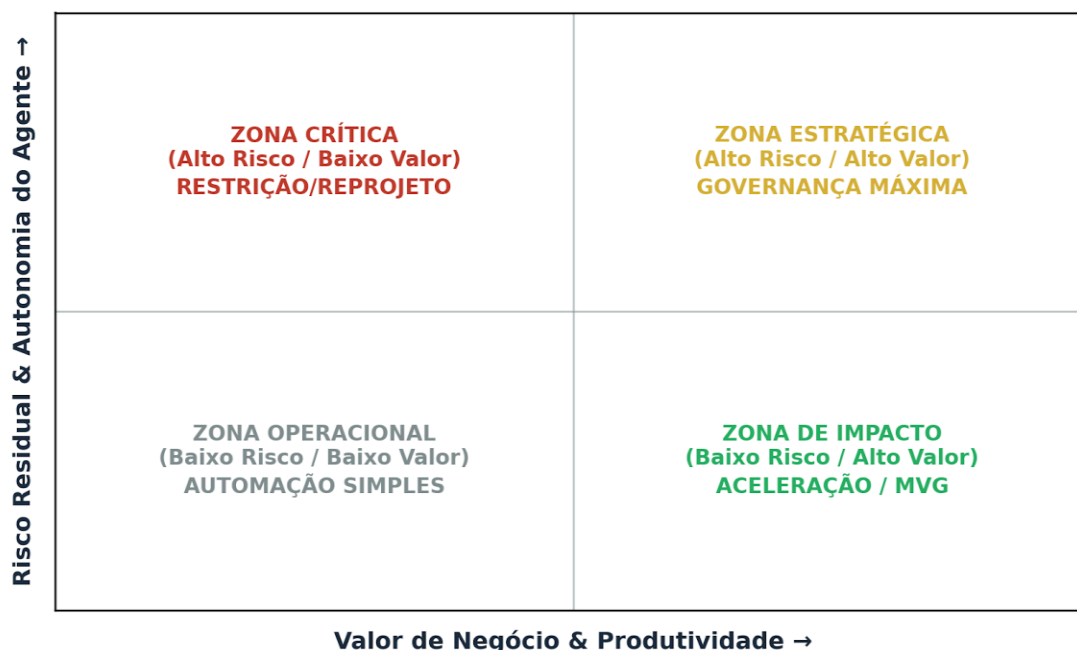 Risco Residual & Autonomia do Agente →
ZONA CRÍTICA
(Alto Risco / Baixo Valor)
RESTRIÇÃO/REPROJETO
ZONA ESTRATÉGICA
(Alto Risco / Alto Valor)
GOVERNANÇA MÁXIMA
ZONA OPERACIONAL
(Baixo Risco / Baixo Valor)
AUTOMAÇÃO SIMPLES
ZONA DE IMPACTO
(Baixo Risco / Alto Valor)
ACELERAÇÃO / MVG
Valor de Negócio & Produtividade →